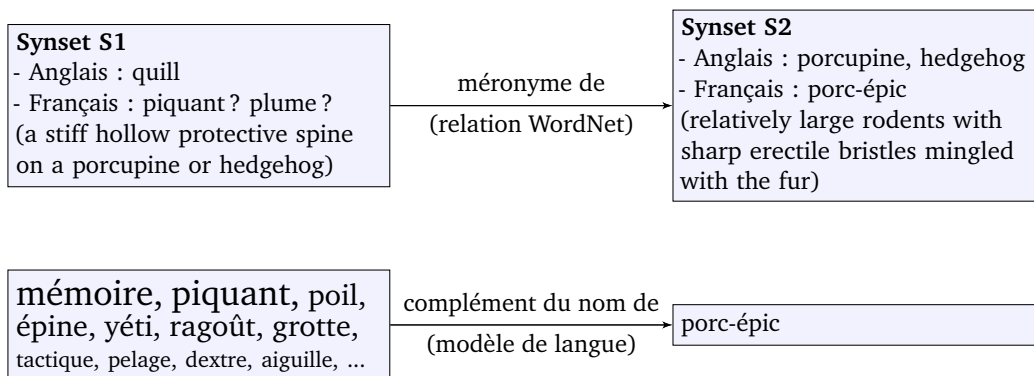 Synset S1
- Anglais : quill
- Français : piquant ? plume ?
(a stiff hollow protective spine
on a porcupine or hedgehog)
méronyme de
(relation WordNet)
Synset S2
- Anglais : porcupine, hedgehog
- Français : porc-épic
(relatively large rodents with
sharp erectile bristles mingled
with the fur)
mémoire, piquant, poil,
épine, yéti, ragoût, grotte,
tactique, pelage, dextre, aiguille, ...
complément du nom de
(modèle de langue)
porc-épic